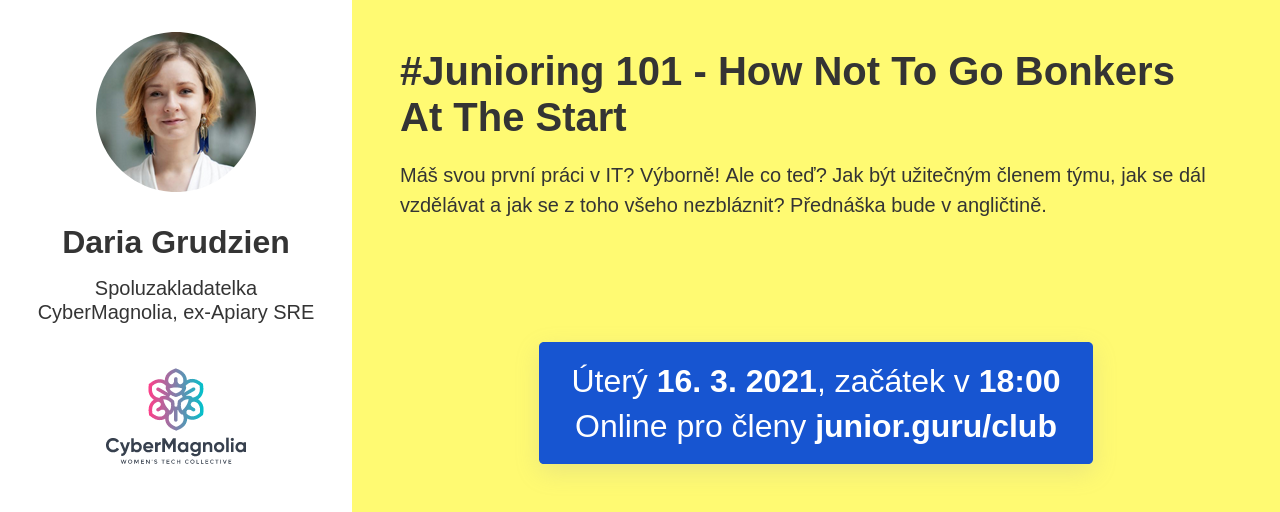 Daria Grudzien
Spoluzakladatelka
CyberMagnolia, ex-Apiary SRE
CyberMagnolia
WOMEN'S TECH COLLECTIVE
#Junioring 101 - How Not To Go Bonkers
At The Start
Máš svou první práci v IT? Výborně! Ale co teď? Jak být užitečným členem týmu, jak se dál
vzdělávat a jak se z toho všeho nezbláznit? Přednáška bude v angličtině.
Úterý 16. 3. 2021, začátek v 18:00
Online pro členy junior.guru/club